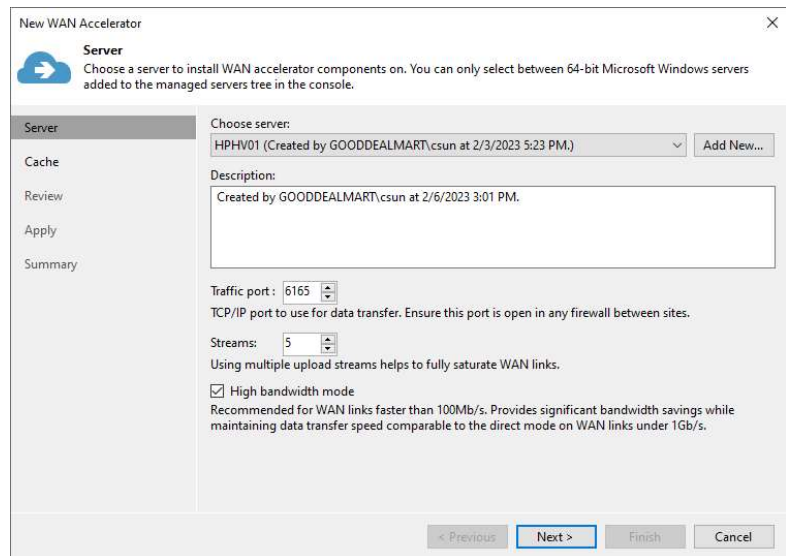 New WAN Accelerator
Server
Choose a server to install WAN accelerator components on. You can only select between 64-bit Microsoft Windows servers
added to the managed servers tree in the console.
Server
Cache
Review
Apply
Summary
Choose server:
HPHV01 (Created by GOODDEALMART\csun at 2/3/2023 5:23 PM.)
Add New...
Description:
Created by GOODDEALMART\csun at 2/6/2023 3:01 PM.
Traffic port : 6165
TCP/IP port to use for data transfer. Ensure this port is open in any firewall between sites.
Streams: 5
Using multiple upload streams helps to fully saturate WAN links.
High bandwidth mode
Recommended for WAN links faster than 100Mb/s. Provides significant bandwidth savings while
maintaining data transfer speed comparable to the direct mode on WAN links under 1Gb/s.
< Previous
Next >
Finish
Cancel